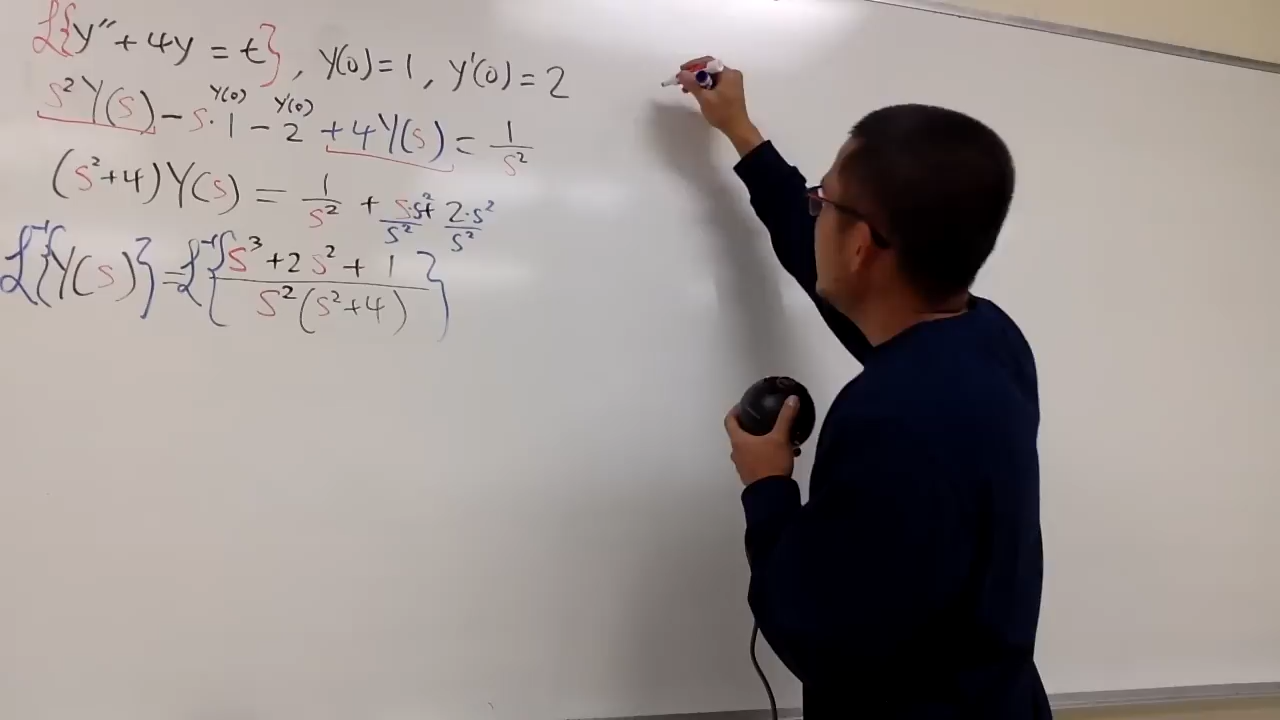 ℒ{y″ + 4y = t}, y(0) = 1, y′(0) = 2
y(0) y′(0)
s² Y(s) − s·1 − 2 + 4Y(s) = 1/s²
(s² + 4) Y(s) = 1/s² + s·s²/s² + 2·s²/s²
ℒ⁻¹{Y(s)} = ℒ⁻¹{(s³ + 2s² + 1)/(s²(s² + 4))}